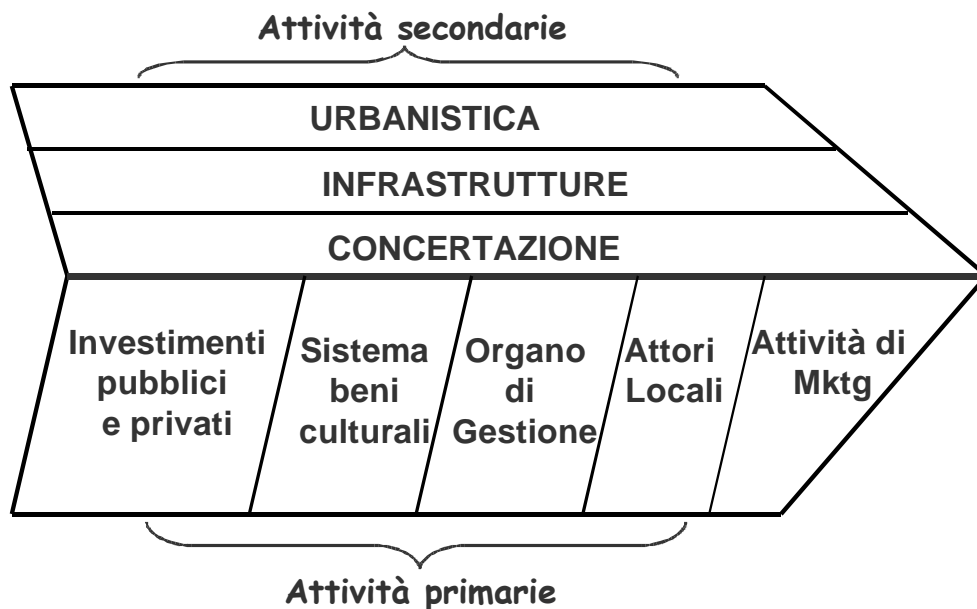 Attività secondarie
URBANISTICA
INFRASTRUTTURE
CONCERTAZIONE
Investimenti
pubblici
e privati
Sistema
beni
culturali
Organo
di
Gestione
Attori
Locali
Attività di
Mktg
Attività primarie